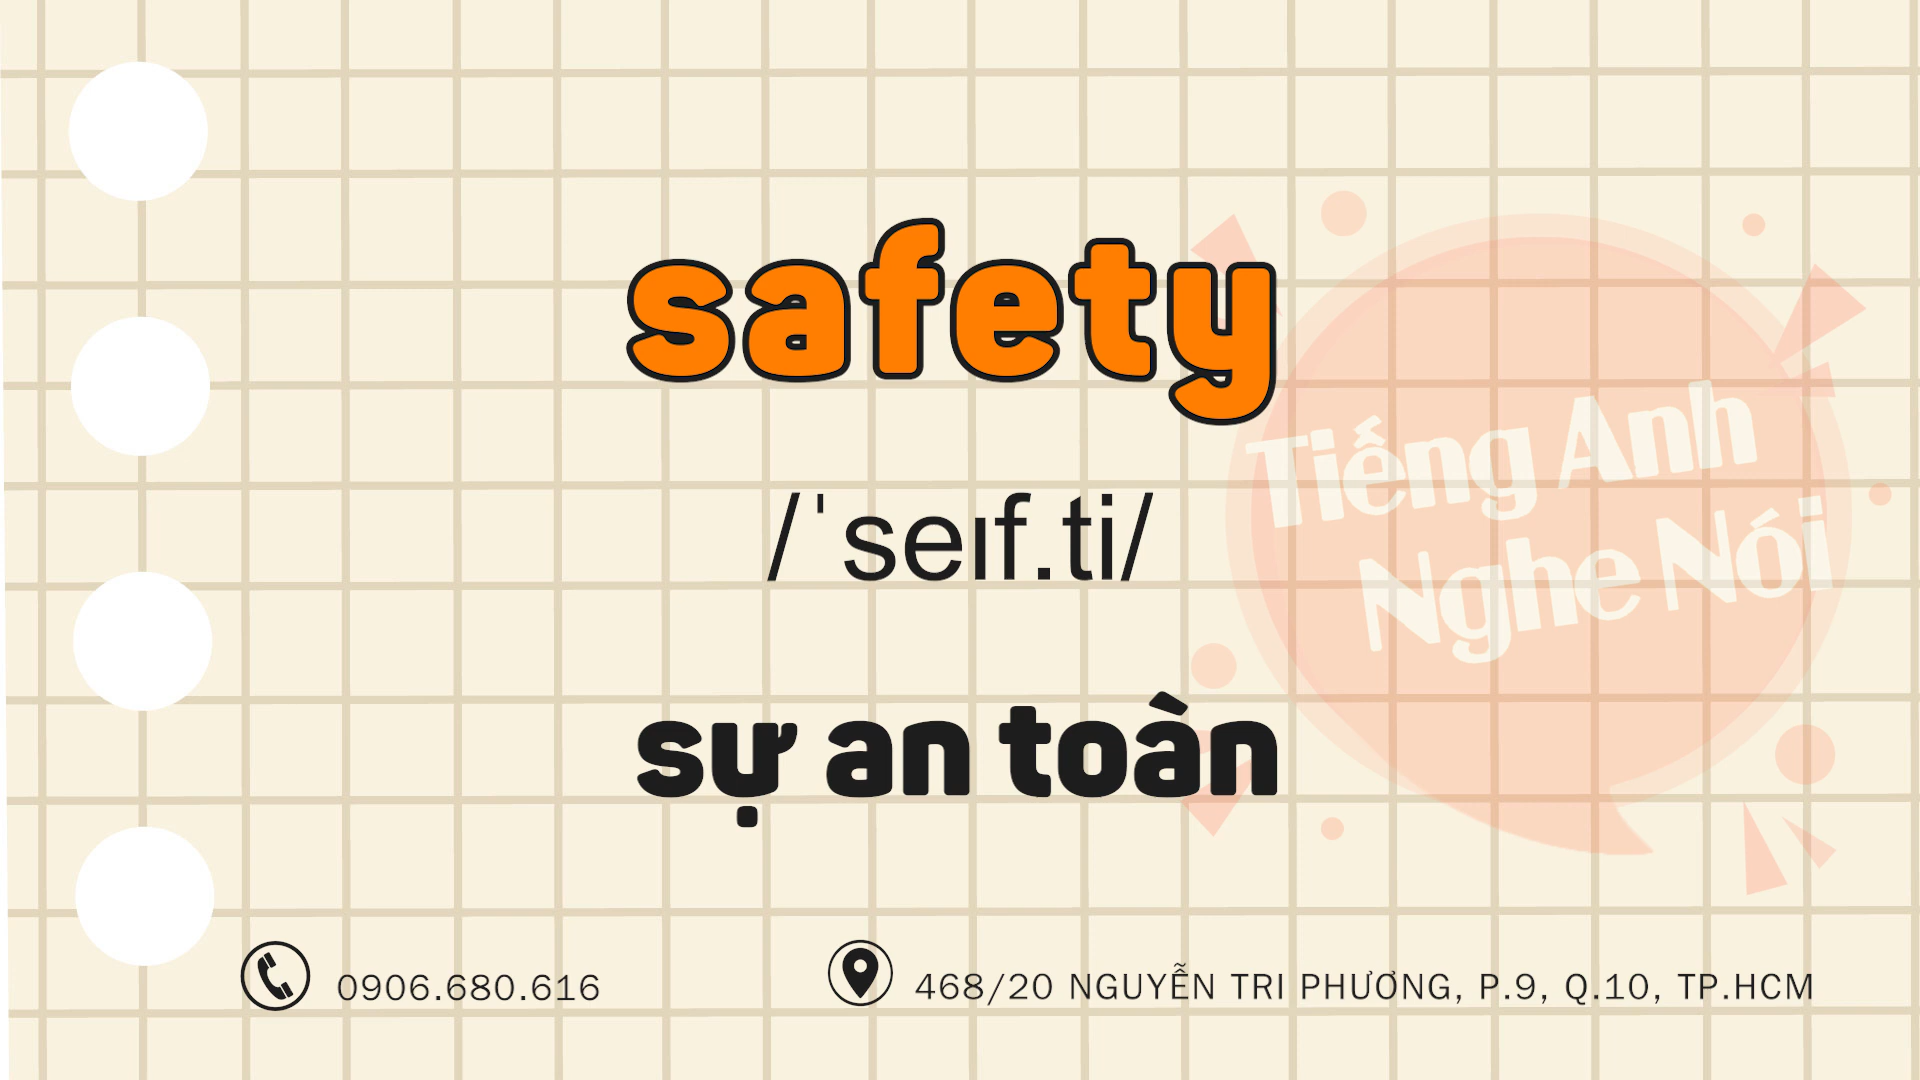 safety
/ˈseɪf.ti/
sự an toàn
Tiếng Anh
Nghe Nói
0906.680.616
468/20 NGUYỄN TRI PHƯƠNG, P.9, Q.10, TP.HCM